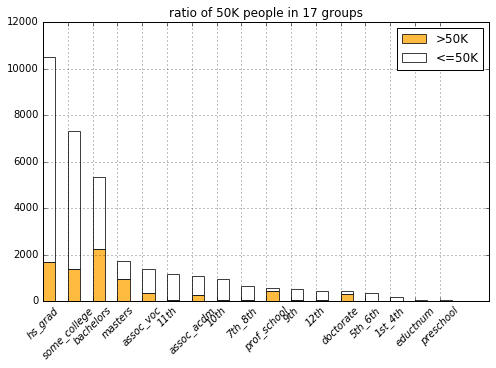 ratio of 50K people in 17 groups
12000
10000
8000
6000
4000
2000
0
>50K
<=50K
hs_grad
some_college
bachelors
masters
assoc_voc
11th
assoc_acdm
10th
7th_8th
prof_school
9th
12th
doctorate
5th_6th
1st_4th
eductnum
preschool